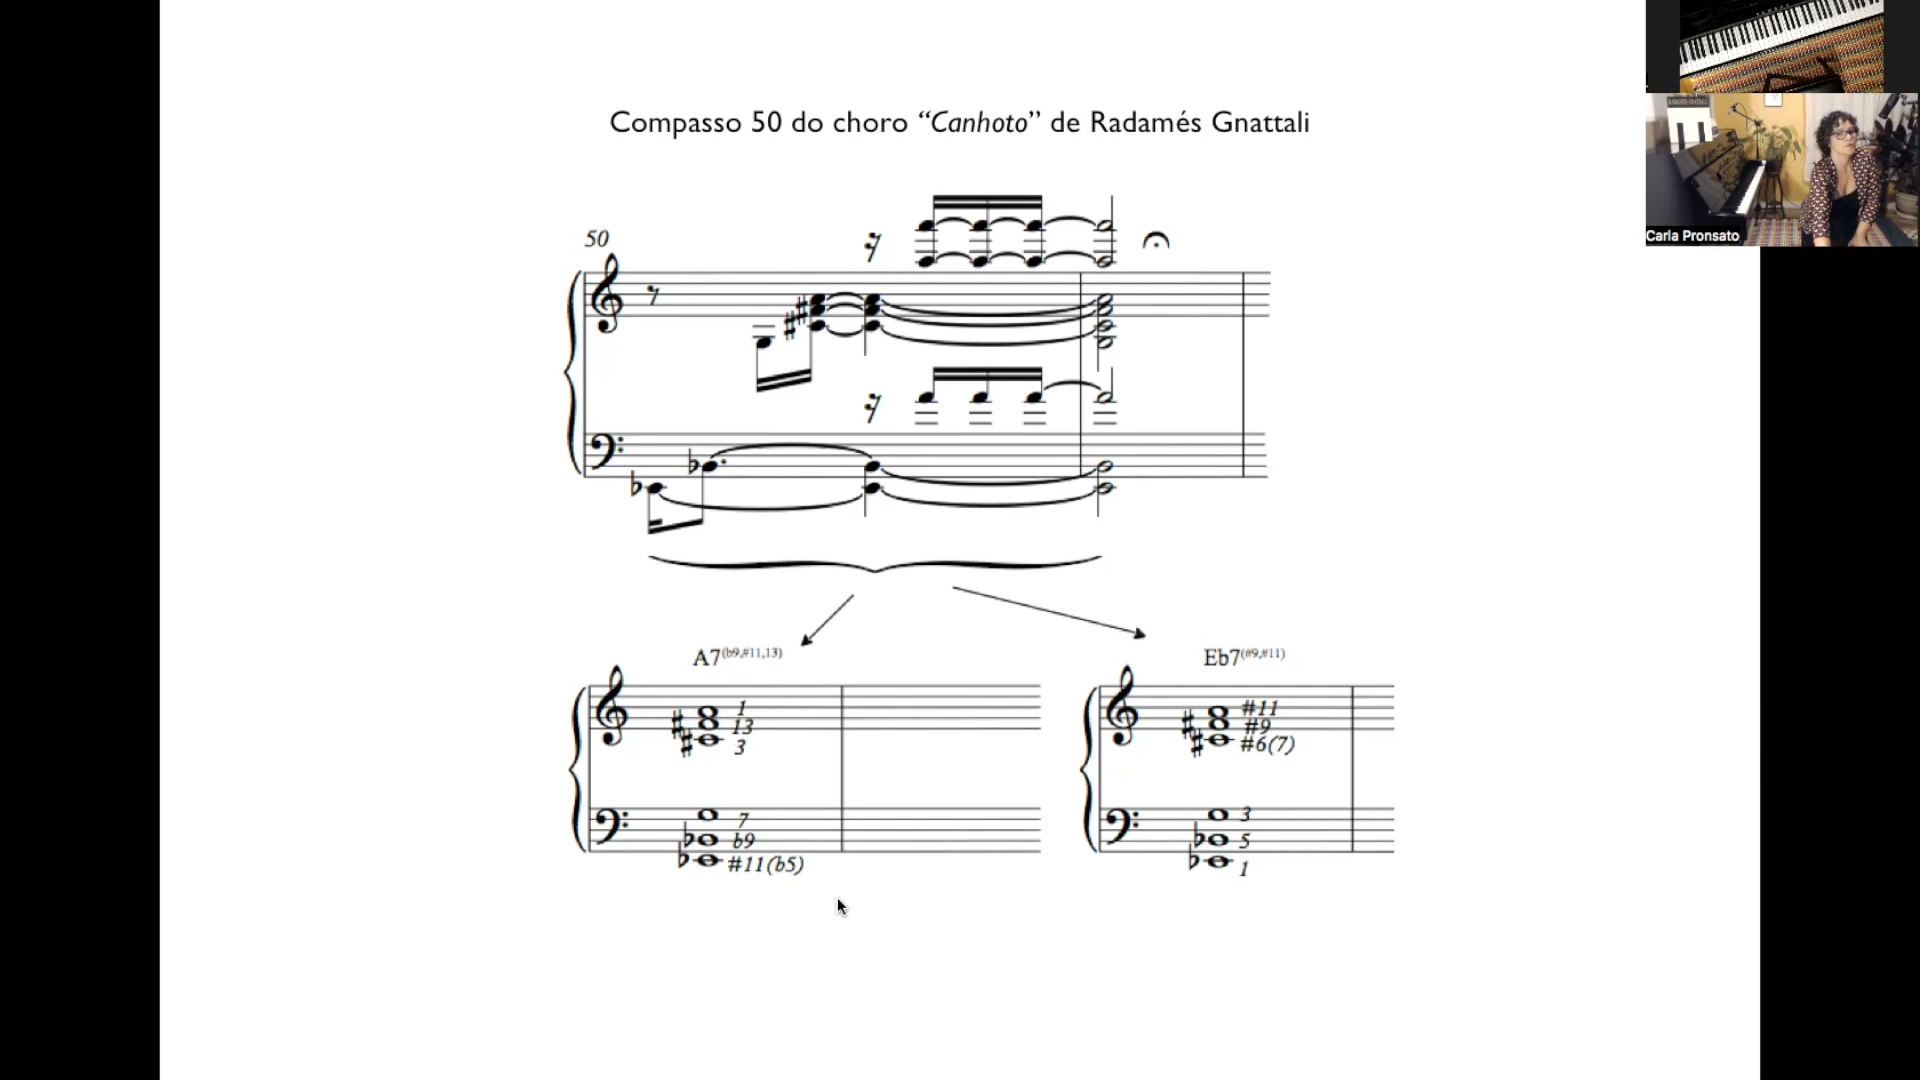 Compasso 50 do choro “Canhoto” de Radamés Gnattali
Carla Pronsato
50
A7(b9,#11,13)
1
13
3
7
b9
#11(b5)
Eb7(#9,#11)
#11
#9
#6(7)
3
5
1